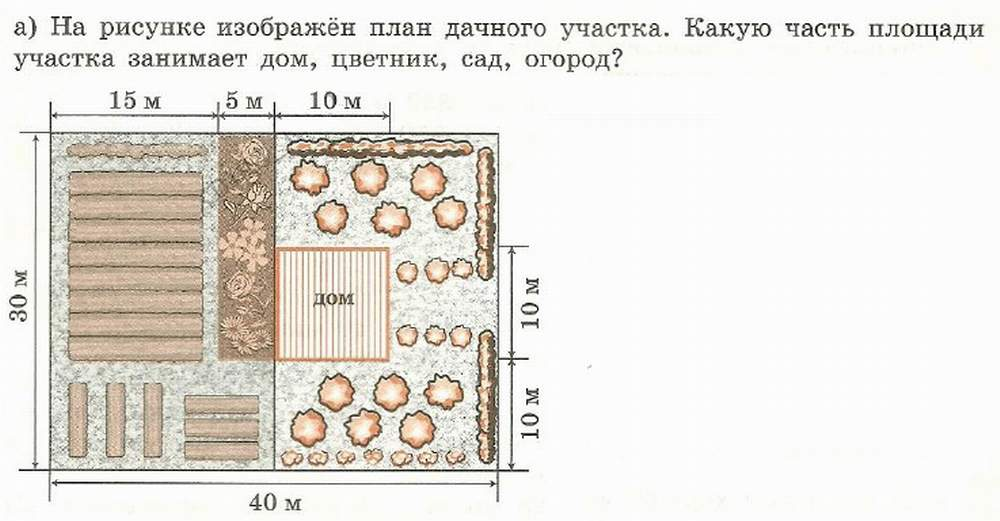 а) На рисунке изображён план дачного участка. Какую часть площади
участка занимает дом, цветник, сад, огород?
15 м 5 м 10 м
30 м
дом
10 м
10 м
40 м